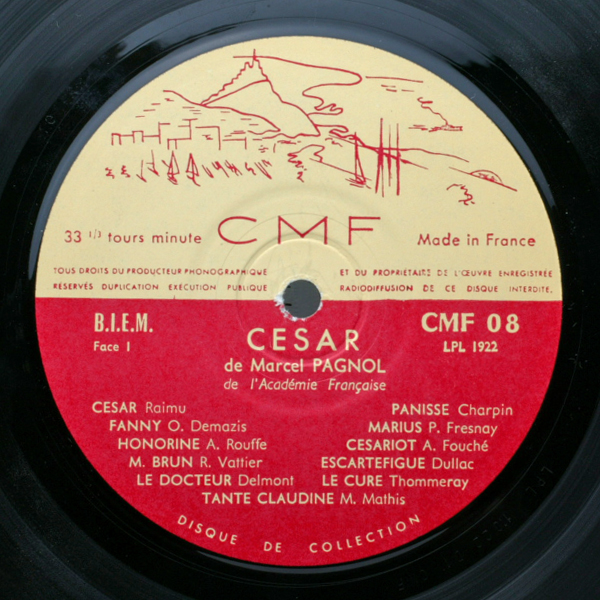 33 1/3 tours minute
CMF
Made in France
TOUS DROITS DU PRODUCTEUR PHONOGRAPHIQUE ET DU PROPRIÉTAIRE DE L'ŒUVRE ENREGISTRÉE
RÉSERVÉS DUPLICATION EXÉCUTION PUBLIQUE RADIODIFFUSION DE CE DISQUE INTERDITE.
B.I.E.M.
Face 1
CESAR
de Marcel PAGNOL
de l'Académie Française
CMF 08
LPL 1922
CESAR Raimu PANISSE Charpin
FANNY O. Demazis MARIUS P. Fresnay
HONORINE A. Rouffe CESARIOT A. Fouché
M. BRUN R. Vattier ESCARTEFIGUE Dullac
LE DOCTEUR Delmont LE CURE Thommeray
TANTE CLAUDINE M. Mathis
DISQUE DE COLLECTION